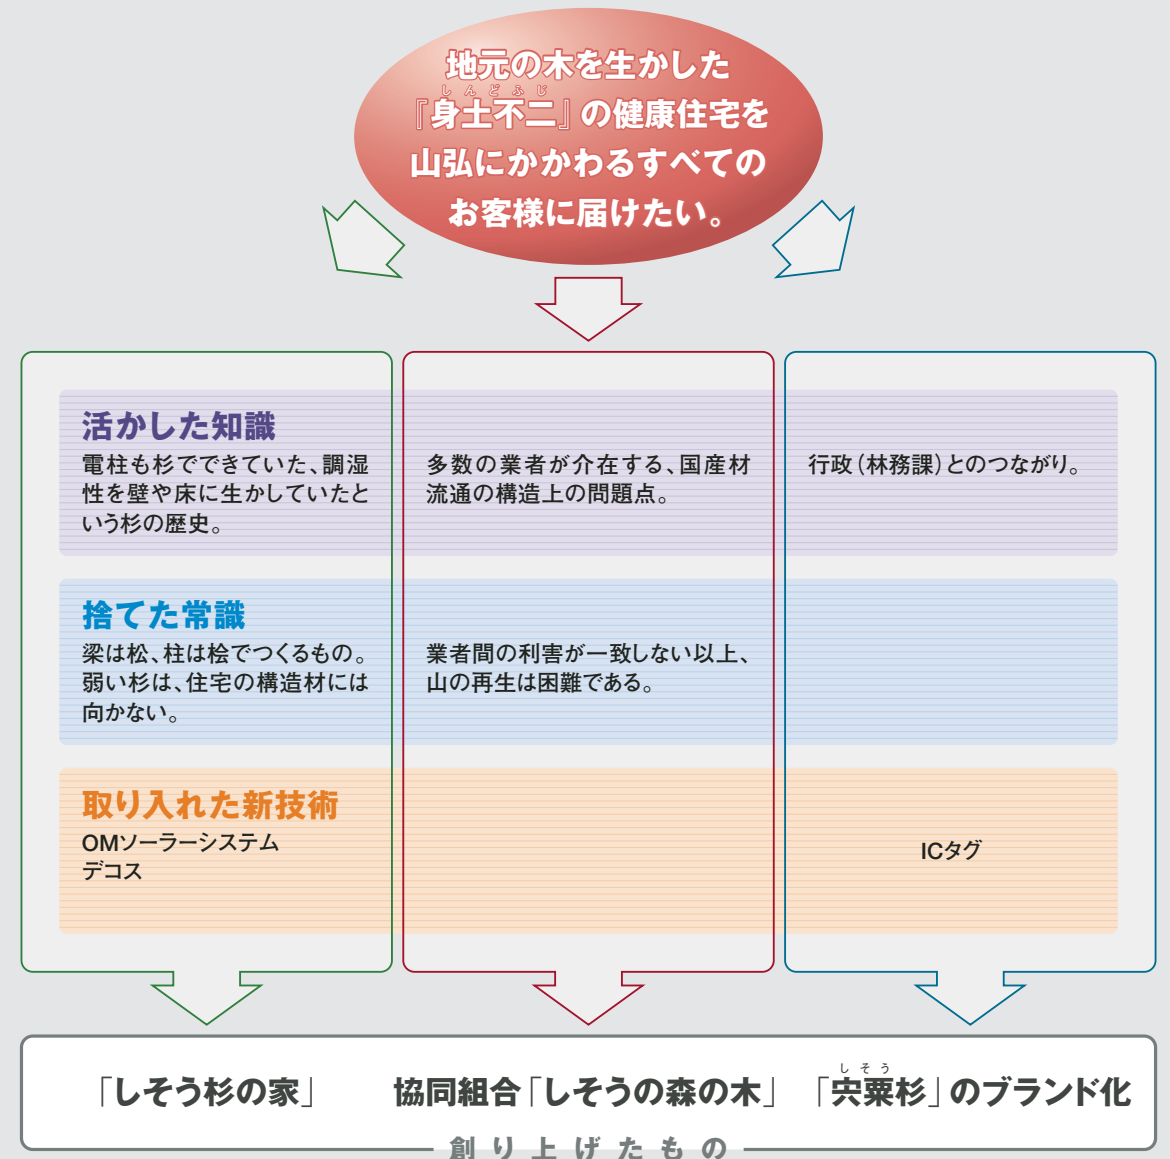 地元の木を生かした
しんどふじ
『身土不二』の健康住宅を
山弘にかかわるすべての
お客様に届けたい。
活かした知識
電柱も杉でできていた、調湿
性を壁や床に生かしていたと
いう杉の歴史。
多数の業者が介在する、国産材
流通の構造上の問題点。
行政（林務課）とのつながり。
捨てた常識
梁は松、柱は桧でつくるもの。
弱い杉は、住宅の構造材には
向かない。
業者間の利害が一致しない以上、
山の再生は困難である。
取り入れた新技術
OMソーラーシステム
デコス
ICタグ
「しそう杉の家」
協同組合「しそうの森の木」
しそう
「宍粟杉」のブランド化
創り上げたもの